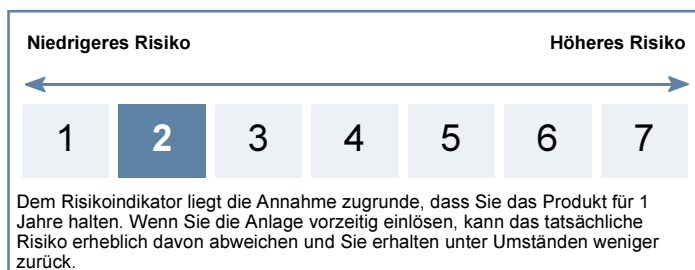 Niedrigeres Risiko Höheres Risiko
1 2 3 4 5 6 7
Dem Risikoindikator liegt die Annahme zugrunde, dass Sie das Produkt für 1
Jahre halten. Wenn Sie die Anlage vorzeitig einlösen, kann das tatsächliche
Risiko erheblich davon abweichen und Sie erhalten unter Umständen weniger
zurück.